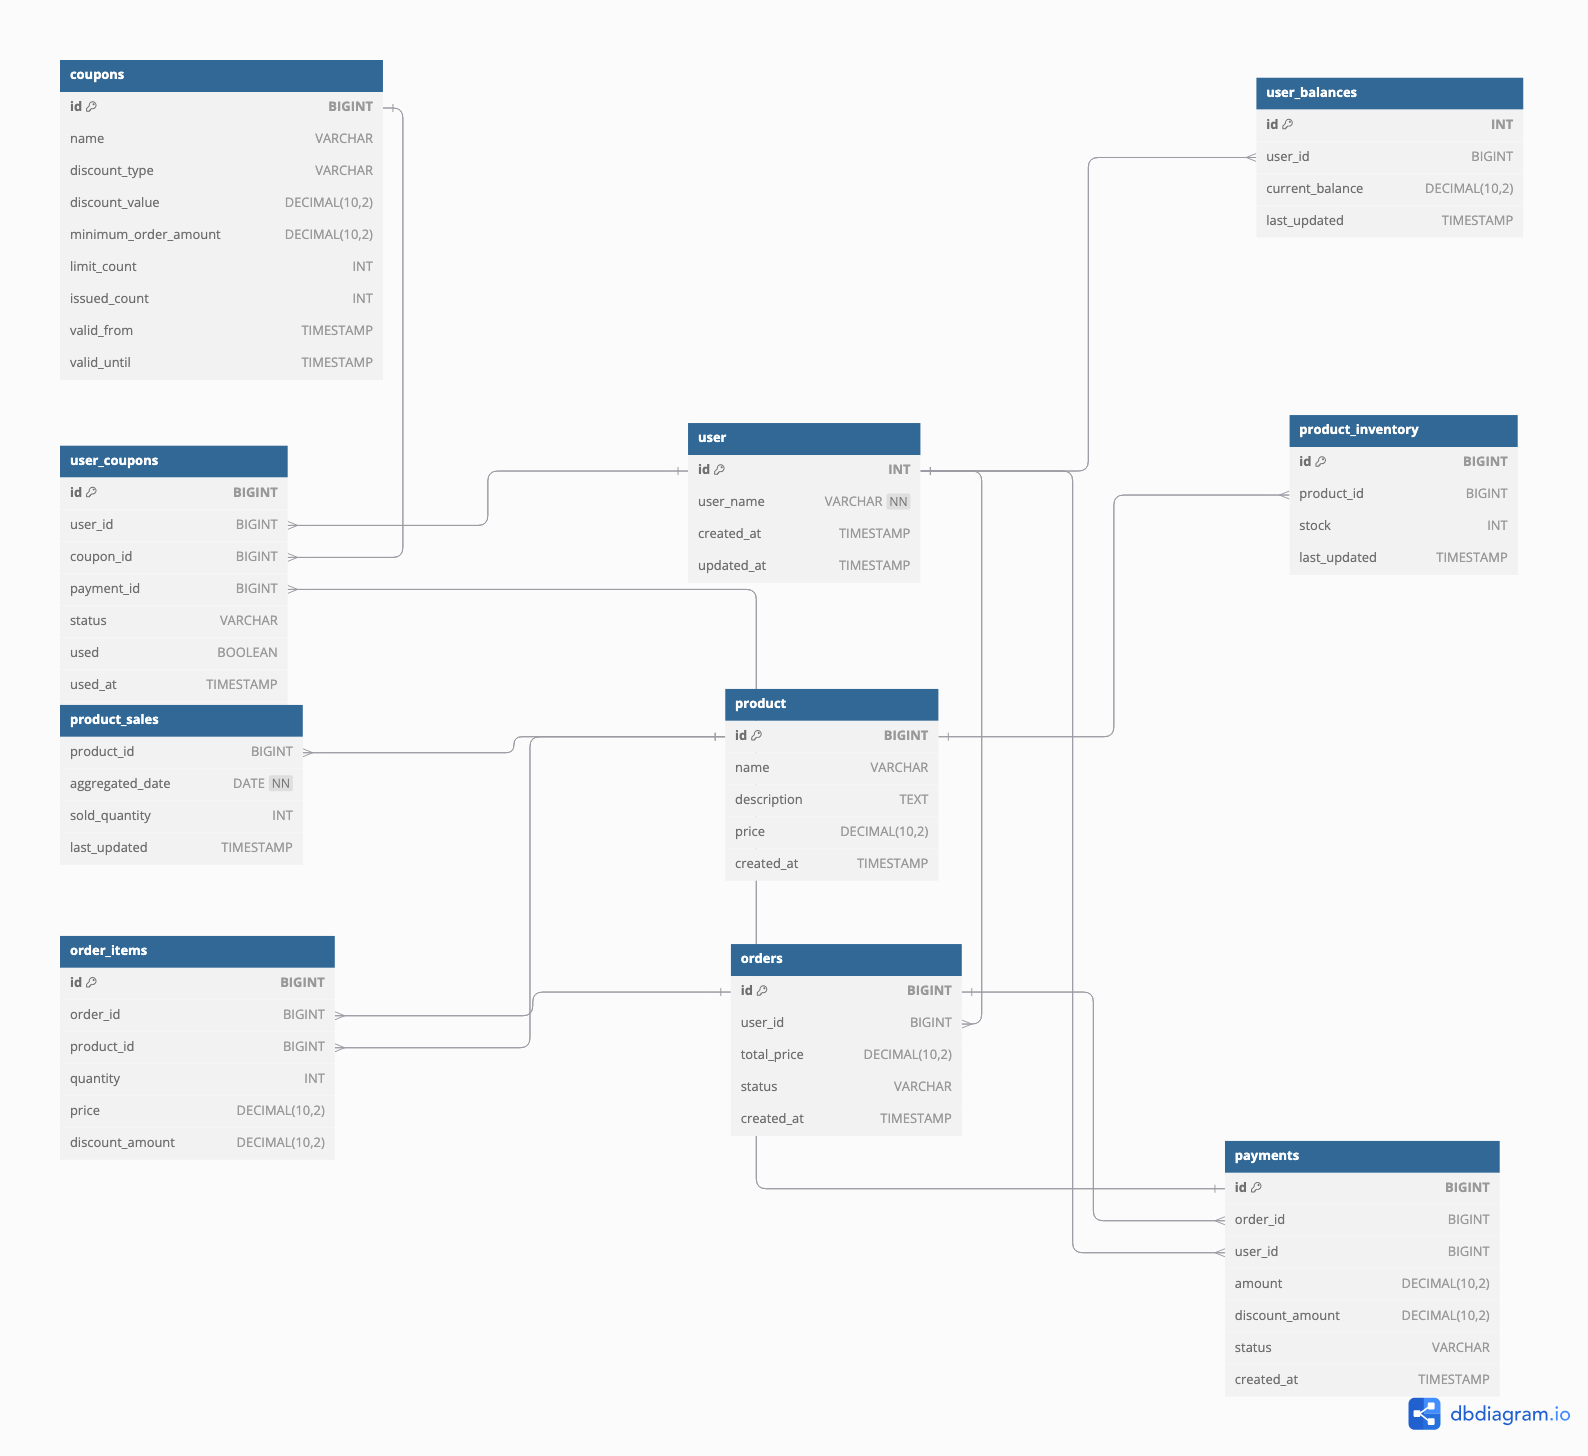 coupons
id BIGINT
name VARCHAR
discount_type VARCHAR
discount_value DECIMAL(10,2)
minimum_order_amount DECIMAL(10,2)
limit_count INT
issued_count INT
valid_from TIMESTAMP
valid_until TIMESTAMP
user_balances
id INT
user_id BIGINT
current_balance DECIMAL(10,2)
last_updated TIMESTAMP
user_coupons
id BIGINT
user_id BIGINT
coupon_id BIGINT
payment_id BIGINT
status VARCHAR
used BOOLEAN
used_at TIMESTAMP
user
id INT
user_name VARCHAR NN
created_at TIMESTAMP
updated_at TIMESTAMP
product_inventory
id BIGINT
product_id BIGINT
stock INT
last_updated TIMESTAMP
product_sales
product_id BIGINT
aggregated_date DATE NN
sold_quantity INT
last_updated TIMESTAMP
product
id BIGINT
name VARCHAR
description TEXT
price DECIMAL(10,2)
created_at TIMESTAMP
order_items
id BIGINT
order_id BIGINT
product_id BIGINT
quantity INT
price DECIMAL(10,2)
discount_amount DECIMAL(10,2)
orders
id BIGINT
user_id BIGINT
total_price DECIMAL(10,2)
status VARCHAR
created_at TIMESTAMP
payments
id BIGINT
order_id BIGINT
user_id BIGINT
amount DECIMAL(10,2)
discount_amount DECIMAL(10,2)
status VARCHAR
created_at TIMESTAMP
dbdiagram.io